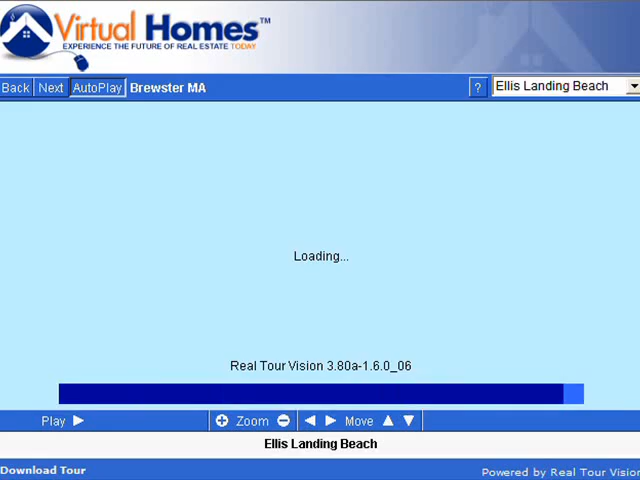 Virtual Homes™
EXPERIENCE THE FUTURE OF REAL ESTATE TODAY
Back Next AutoPlay Brewster MA ? Ellis Landing Beach
Loading...
Real Tour Vision 3.80a-1.6.0_06
Play Zoom Move
Ellis Landing Beach
Download Tour Powered by Real Tour Vision